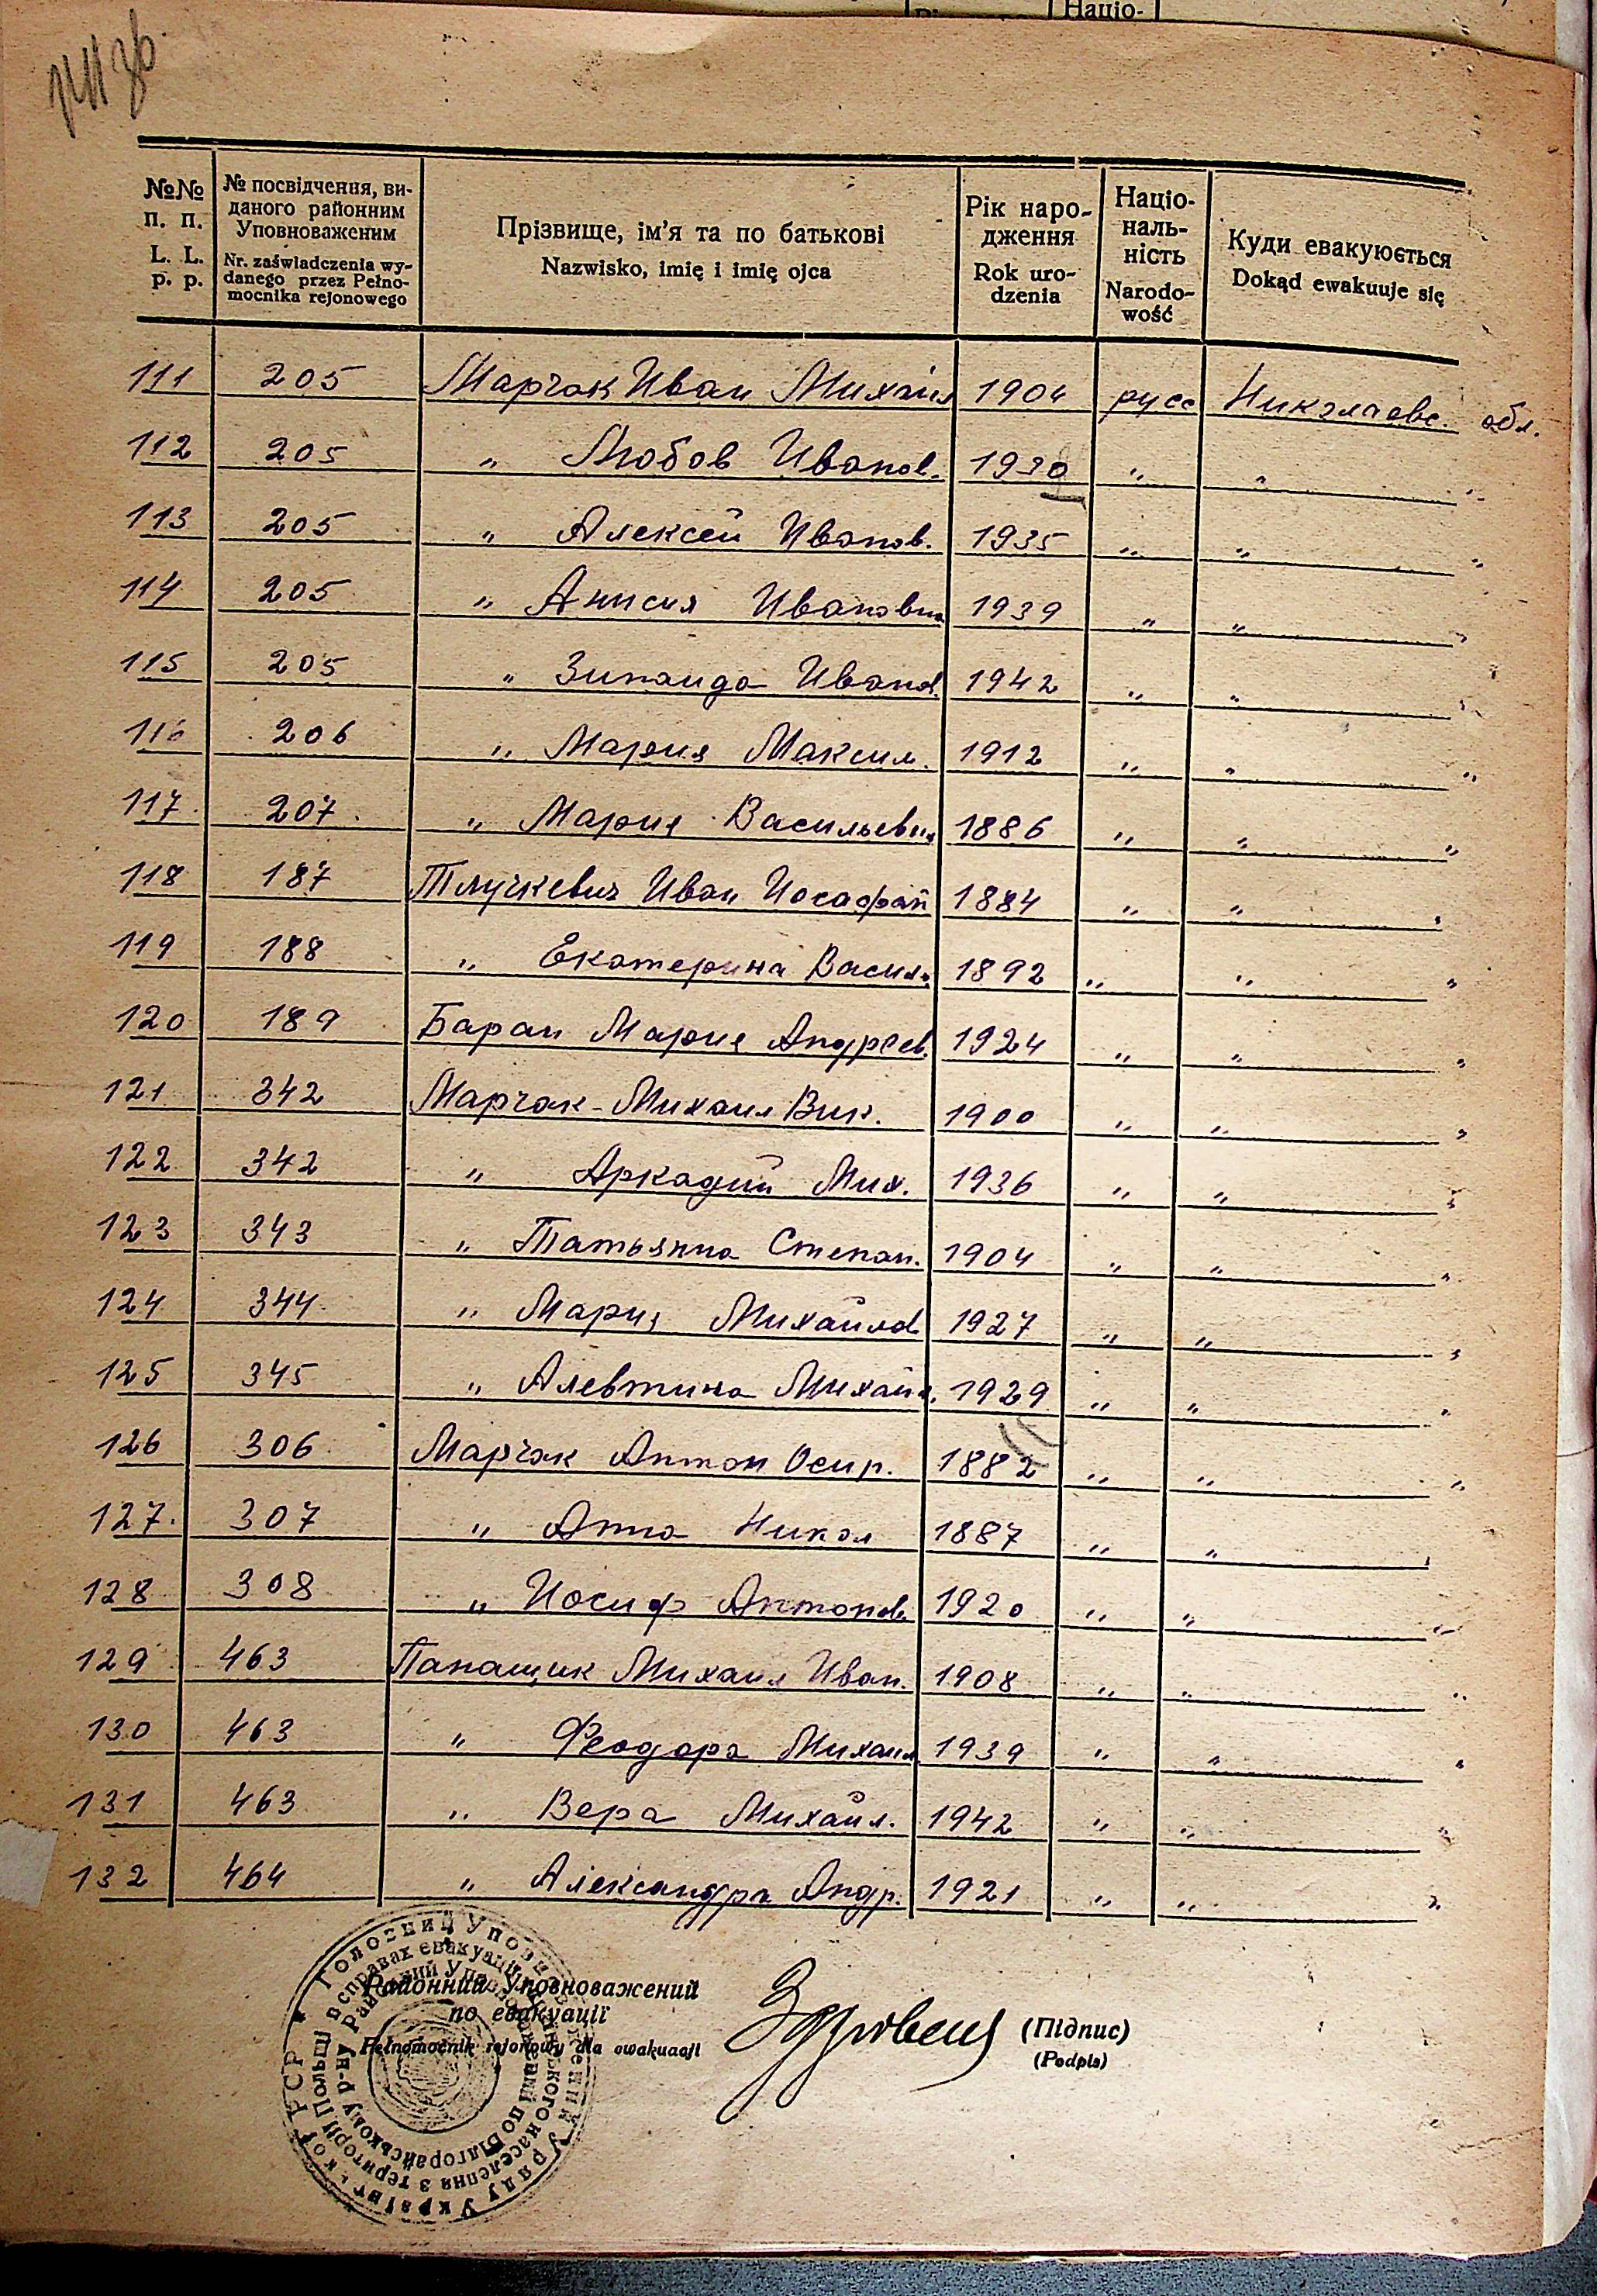 Націо-
№№ п. п. L. L. p. p.
№ посвідчення, виданого районним Уповноваженим Nr. zaświadczenia wydanego przez Pełnomocnika rejonowego
Прізвище, ім'я та по батькові Nazwisko, imię i imię ojca
Рік народження Rok urodzenia
Національність Narodowość
Куди евакуюється Dokąd ewakuuje się
111 205 Марчак Иван Михаил 1904 русс Николаевс. обл.
112 205 „ Любов Иванов. 1930 „ „ „
113 205 „ Алексей Иванов. 1935 „ „ „
114 205 „ Анисия Ивановна 1939 „ „ „
115 205 „ Зинаида Иванов. 1942 „ „ „
116 206 „ Мария Максим. 1912 „ „ „
117. 207. „ Мария Васильевна 1886 „ „ „
118 187 Тлучкевич Иван Иосафат 1884 „ „ „
119 188 „ Екатерина Васил. 1892 „ „ „
120 189 Баран Мария Андреев. 1924 „ „ „
121 342 Марчак - Михаил Вик. 1900 „ „ „
122 342 „ Аркадий Мих. 1936 „ „ „
123 343 „ Татьянна Степан. 1904 „ „ „
124 344 „ Мария Михайлов 1927 „ „ „
125 345 „ Алевтина Михайл. 1929 „ „ „
126 306 Марчак Антон Осип. 1882 „ „ „
127. 307 „ Анна Никол 1887 „ „ „
128 308 „ Иосиф Антонов. 1920 „ „ „
129 463 Панащик Михаил Иван. 1908 „ „ „
130 463 „ Феодора Михаил 1939 „ „ „
131 463 „ Вера Михайл. 1942 „ „ „
132 464 „ Александра Андр. 1921 „ „ „
Районний Уповноважений
по евакуації
Pełnomocnik rejonowy dla ewakuacji
(Підпис)
(Podpis)